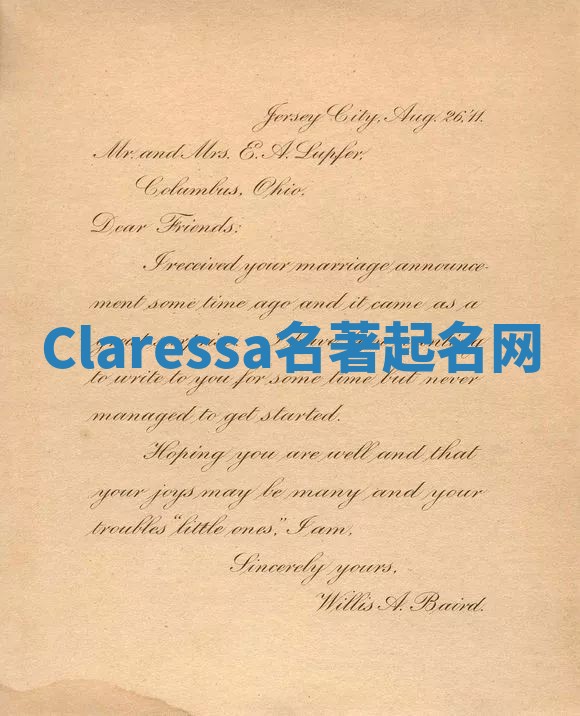 Jersey City, Aug. 26,'11.
Mr. and Mrs. E. A. Lupfer,
Columbus, Ohio.
Dear Friends:
I received your marriage announce-
ment some time ago and it came as a
Claressa名著起名网
to write to you for some time but never
managed to get started.
Hoping you are well and that
your joys may be many and your
troubles "little ones," I am,
Sincerely yours,
Willis A. Baird.